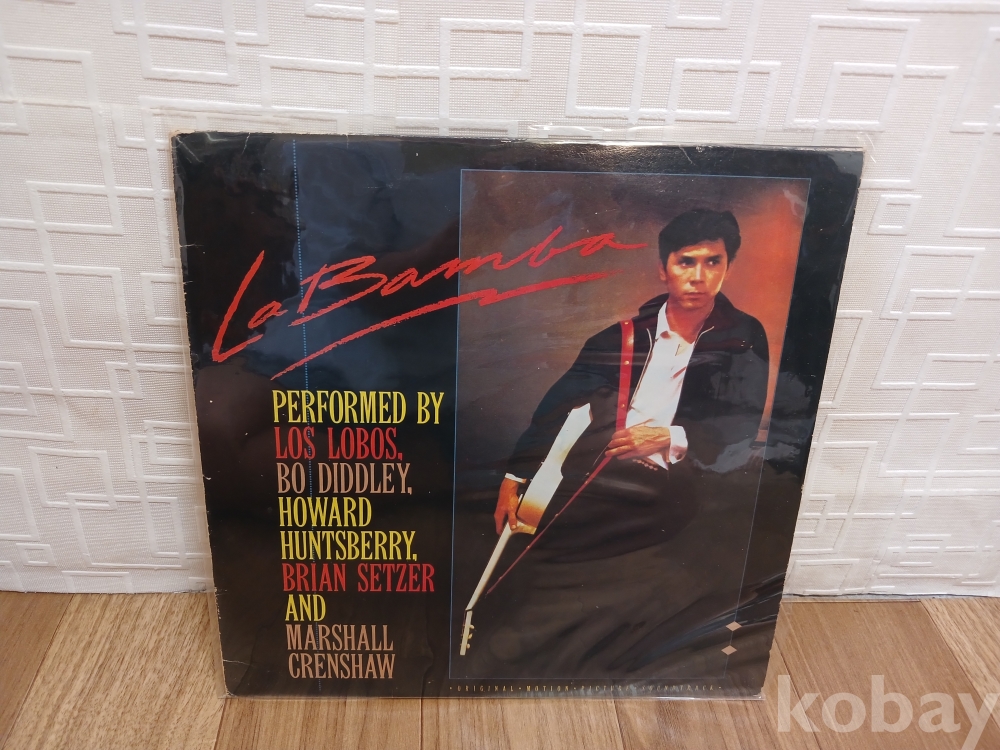 La Bamba
PERFORMED BY
LOS LOBOS,
BO DIDDLEY,
HOWARD
HUNTSBERRY,
BRIAN SETZER
AND
MARSHALL
CRENSHAW
• ORIGINAL • MOTION • PICTURE • SOUNDTRACK •
kobay